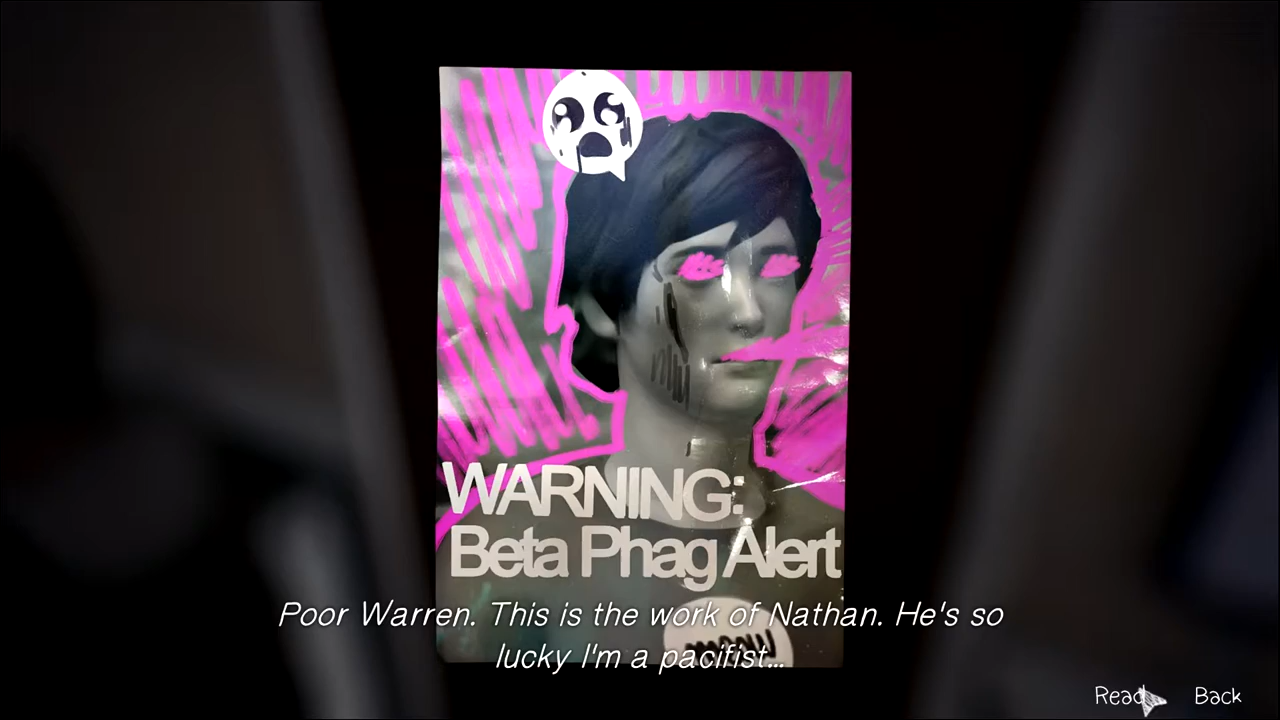 WARNING:
Beta Phag Alert
Poor Warren. This is the work of Nathan. He's so
lucky I'm a pacifist...
Read
Back